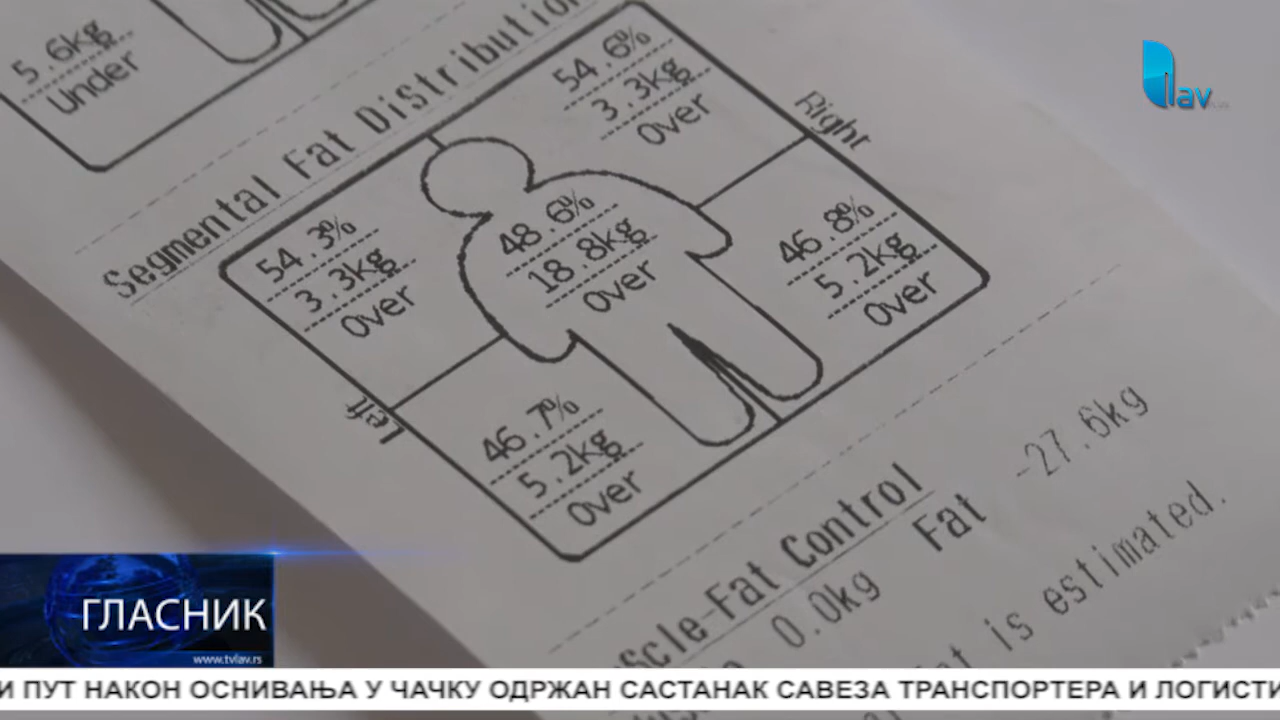 5.6kg
Under
Segmental Fat Distribution
54.6%
3.3kg
Over
Right
54.3%
3.3kg
Over
48.6%
18.8kg
Over
46.8%
5.2kg
Over
Left
46.7%
5.2kg
Over
Fat Control
0.0kg
Fat -27.6kg
is estimated.
lav
ГЛАСНИК
www.tvlav.rs
И ПУТ НАКОН ОСНИВАЊА У ЧАЧКУ ОДРЖАН САСТАНАК САВЕЗА ТРАНСПОРТЕРА И ЛОГИСТИ